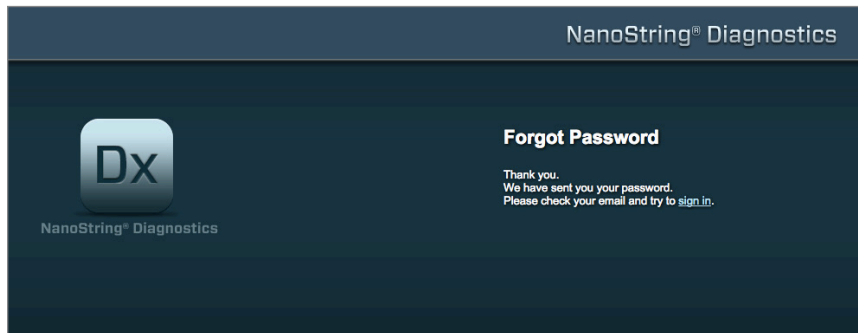 NanoString® Diagnostics
Dx
NanoString® Diagnostics
Forgot Password
Thank you.
We have sent you your password.
Please check your email and try to sign in.